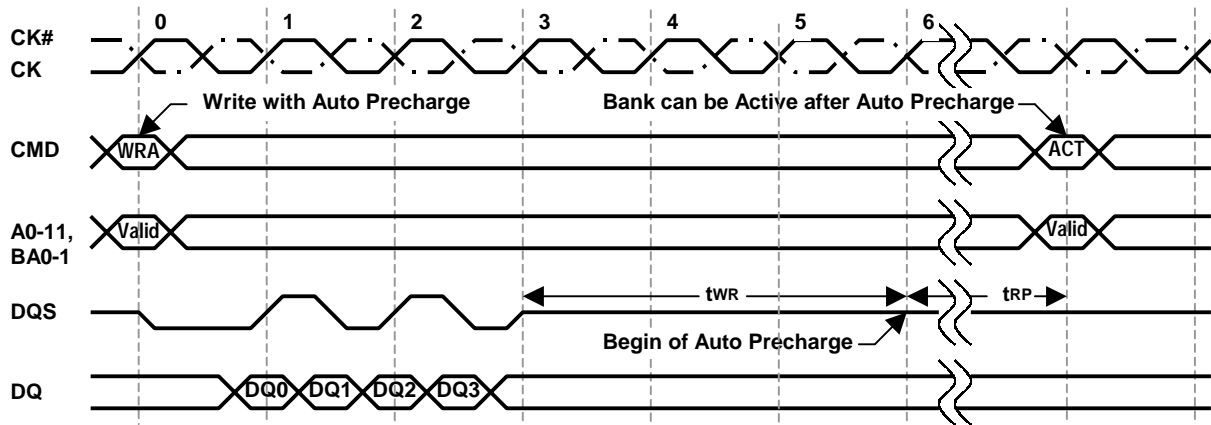 0 1 2 3 4 5 6
CK#
CK
Write with Auto Precharge
Bank can be Active after Auto Precharge
CMD
WRA
ACT
A0-11,
BA0-1
Valid
Valid
tWR
tRP
DQS
Begin of Auto Precharge
DQ
DQ0 DQ1 DQ2 DQ3